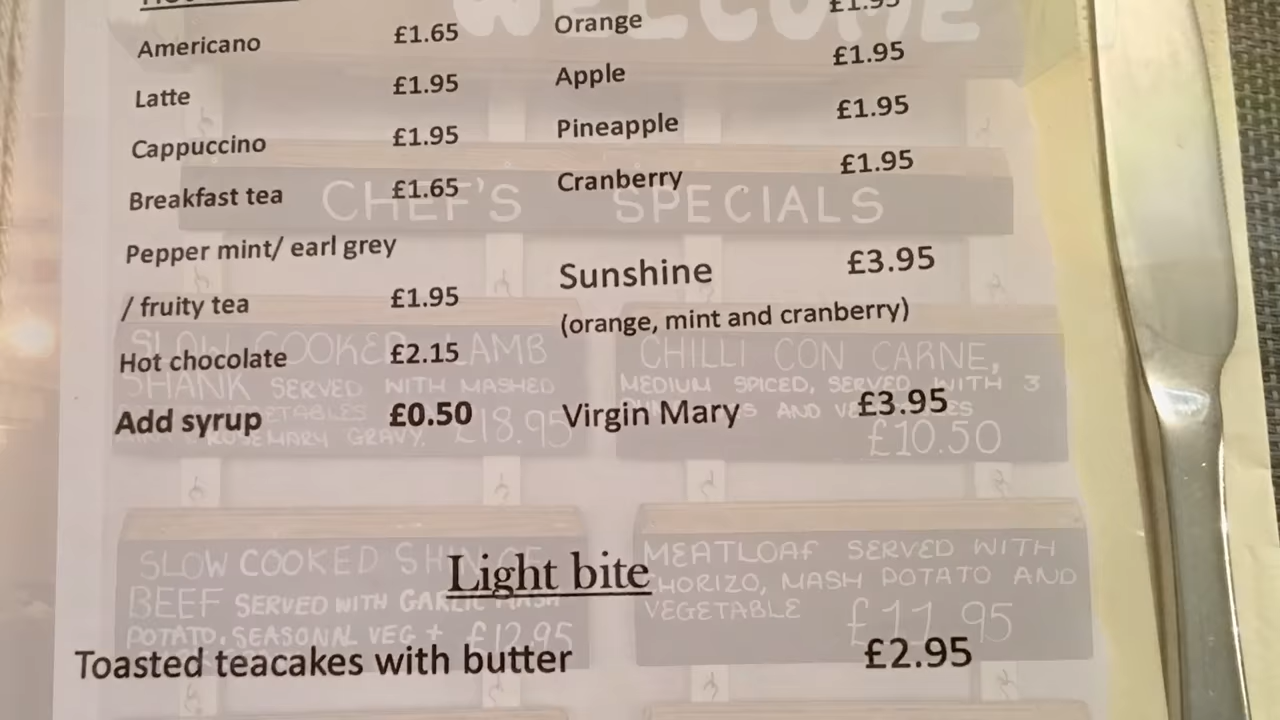 WELCOME
Americano £1.65
Latte £1.95
Cappuccino £1.95
Breakfast tea £1.65
Pepper mint/ earl grey
/ fruity tea £1.95
Hot chocolate £2.15
Add syrup £0.50
Orange £1.95
Apple £1.95
Pineapple £1.95
Cranberry £1.95
Sunshine £3.95
(orange, mint and cranberry)
Virgin Mary £3.95
CHEF'S SPECIALS
SLOW COOKED LAMB
SHANK SERVED WITH MASHED
GRAVY. £18.95
CHILLI CON CARNE,
MEDIUM SPICED, SERVED WITH 3
AND
£10.50
SLOW COOKED
BEEF SERVED WITH GARLIC MASH
POTATO, SEASONAL VEG + £12.95
MEATLOAF SERVED WITH
CHORIZO, MASH POTATO AND
VEGETABLE £11.95
Light bite
Toasted teacakes with butter £2.95